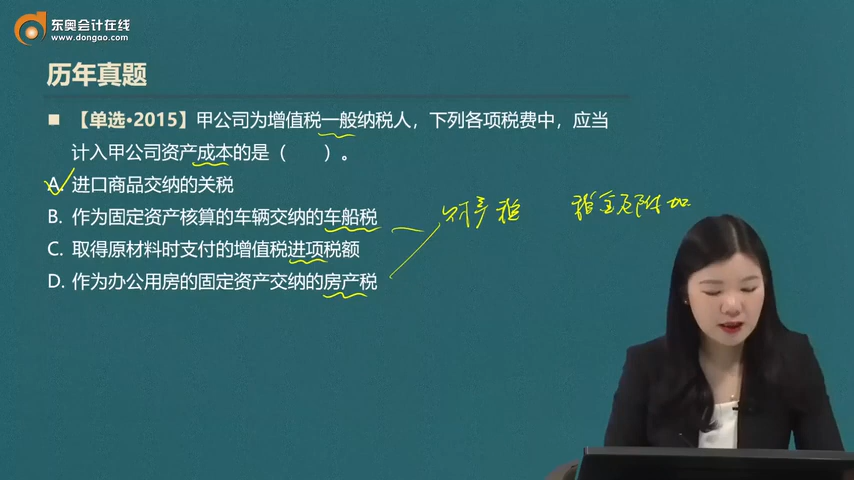 东奥会计在线
www.dongao.com
历年真题
■ 【单选•2015】甲公司为增值税一般纳税人，下列各项税费中，应当
计入甲公司资产成本的是（ ）。
A. 进口商品交纳的关税
B. 作为固定资产核算的车辆交纳的车船税
C. 取得原材料时支付的增值税进项税额
D. 作为办公用房的固定资产交纳的房产税
财产税 税金及附加